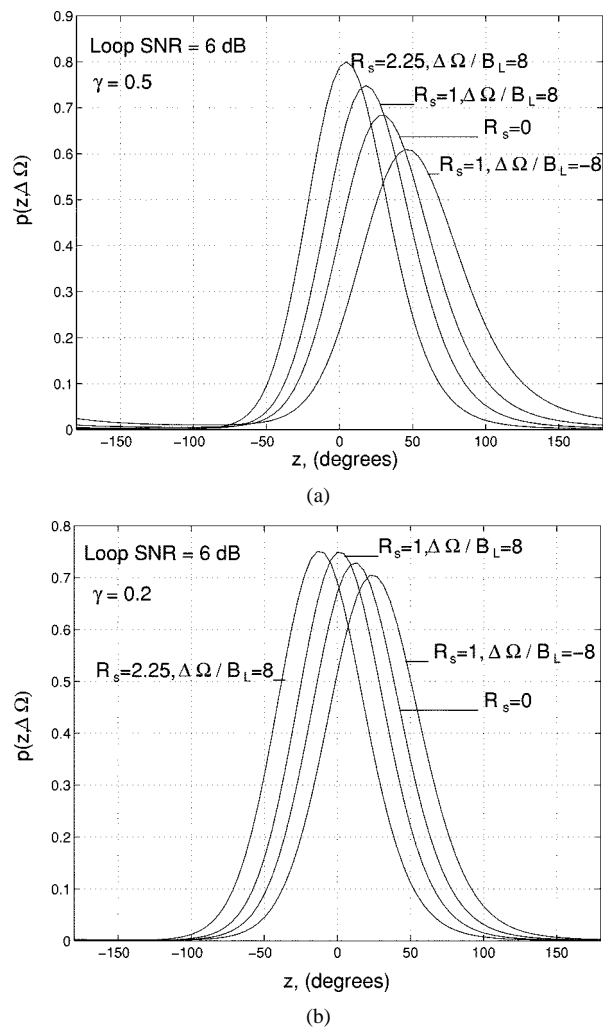 0.9
Loop SNR = 6 dB
γ = 0.5
R_s=2.25, ΔΩ / B_L=8
R_s=1, ΔΩ / B_L=8
R_s=0
R_s=1, ΔΩ / B_L=-8
0.8
0.7
0.6
0.5
0.4
0.3
0.2
0.1
0
p(z,ΔΩ)
-150 -100 -50 0 50 100 150
z, (degrees)
(a)
0.8
Loop SNR = 6 dB
γ = 0.2
R_s=1, ΔΩ / B_L=8
R_s=1, ΔΩ / B_L=-8
R_s=2.25, ΔΩ / B_L=8
R_s=0
0.7
0.6
0.5
0.4
0.3
0.2
0.1
0
p(z,ΔΩ)
-150 -100 -50 0 50 100 150
z, (degrees)
(b)